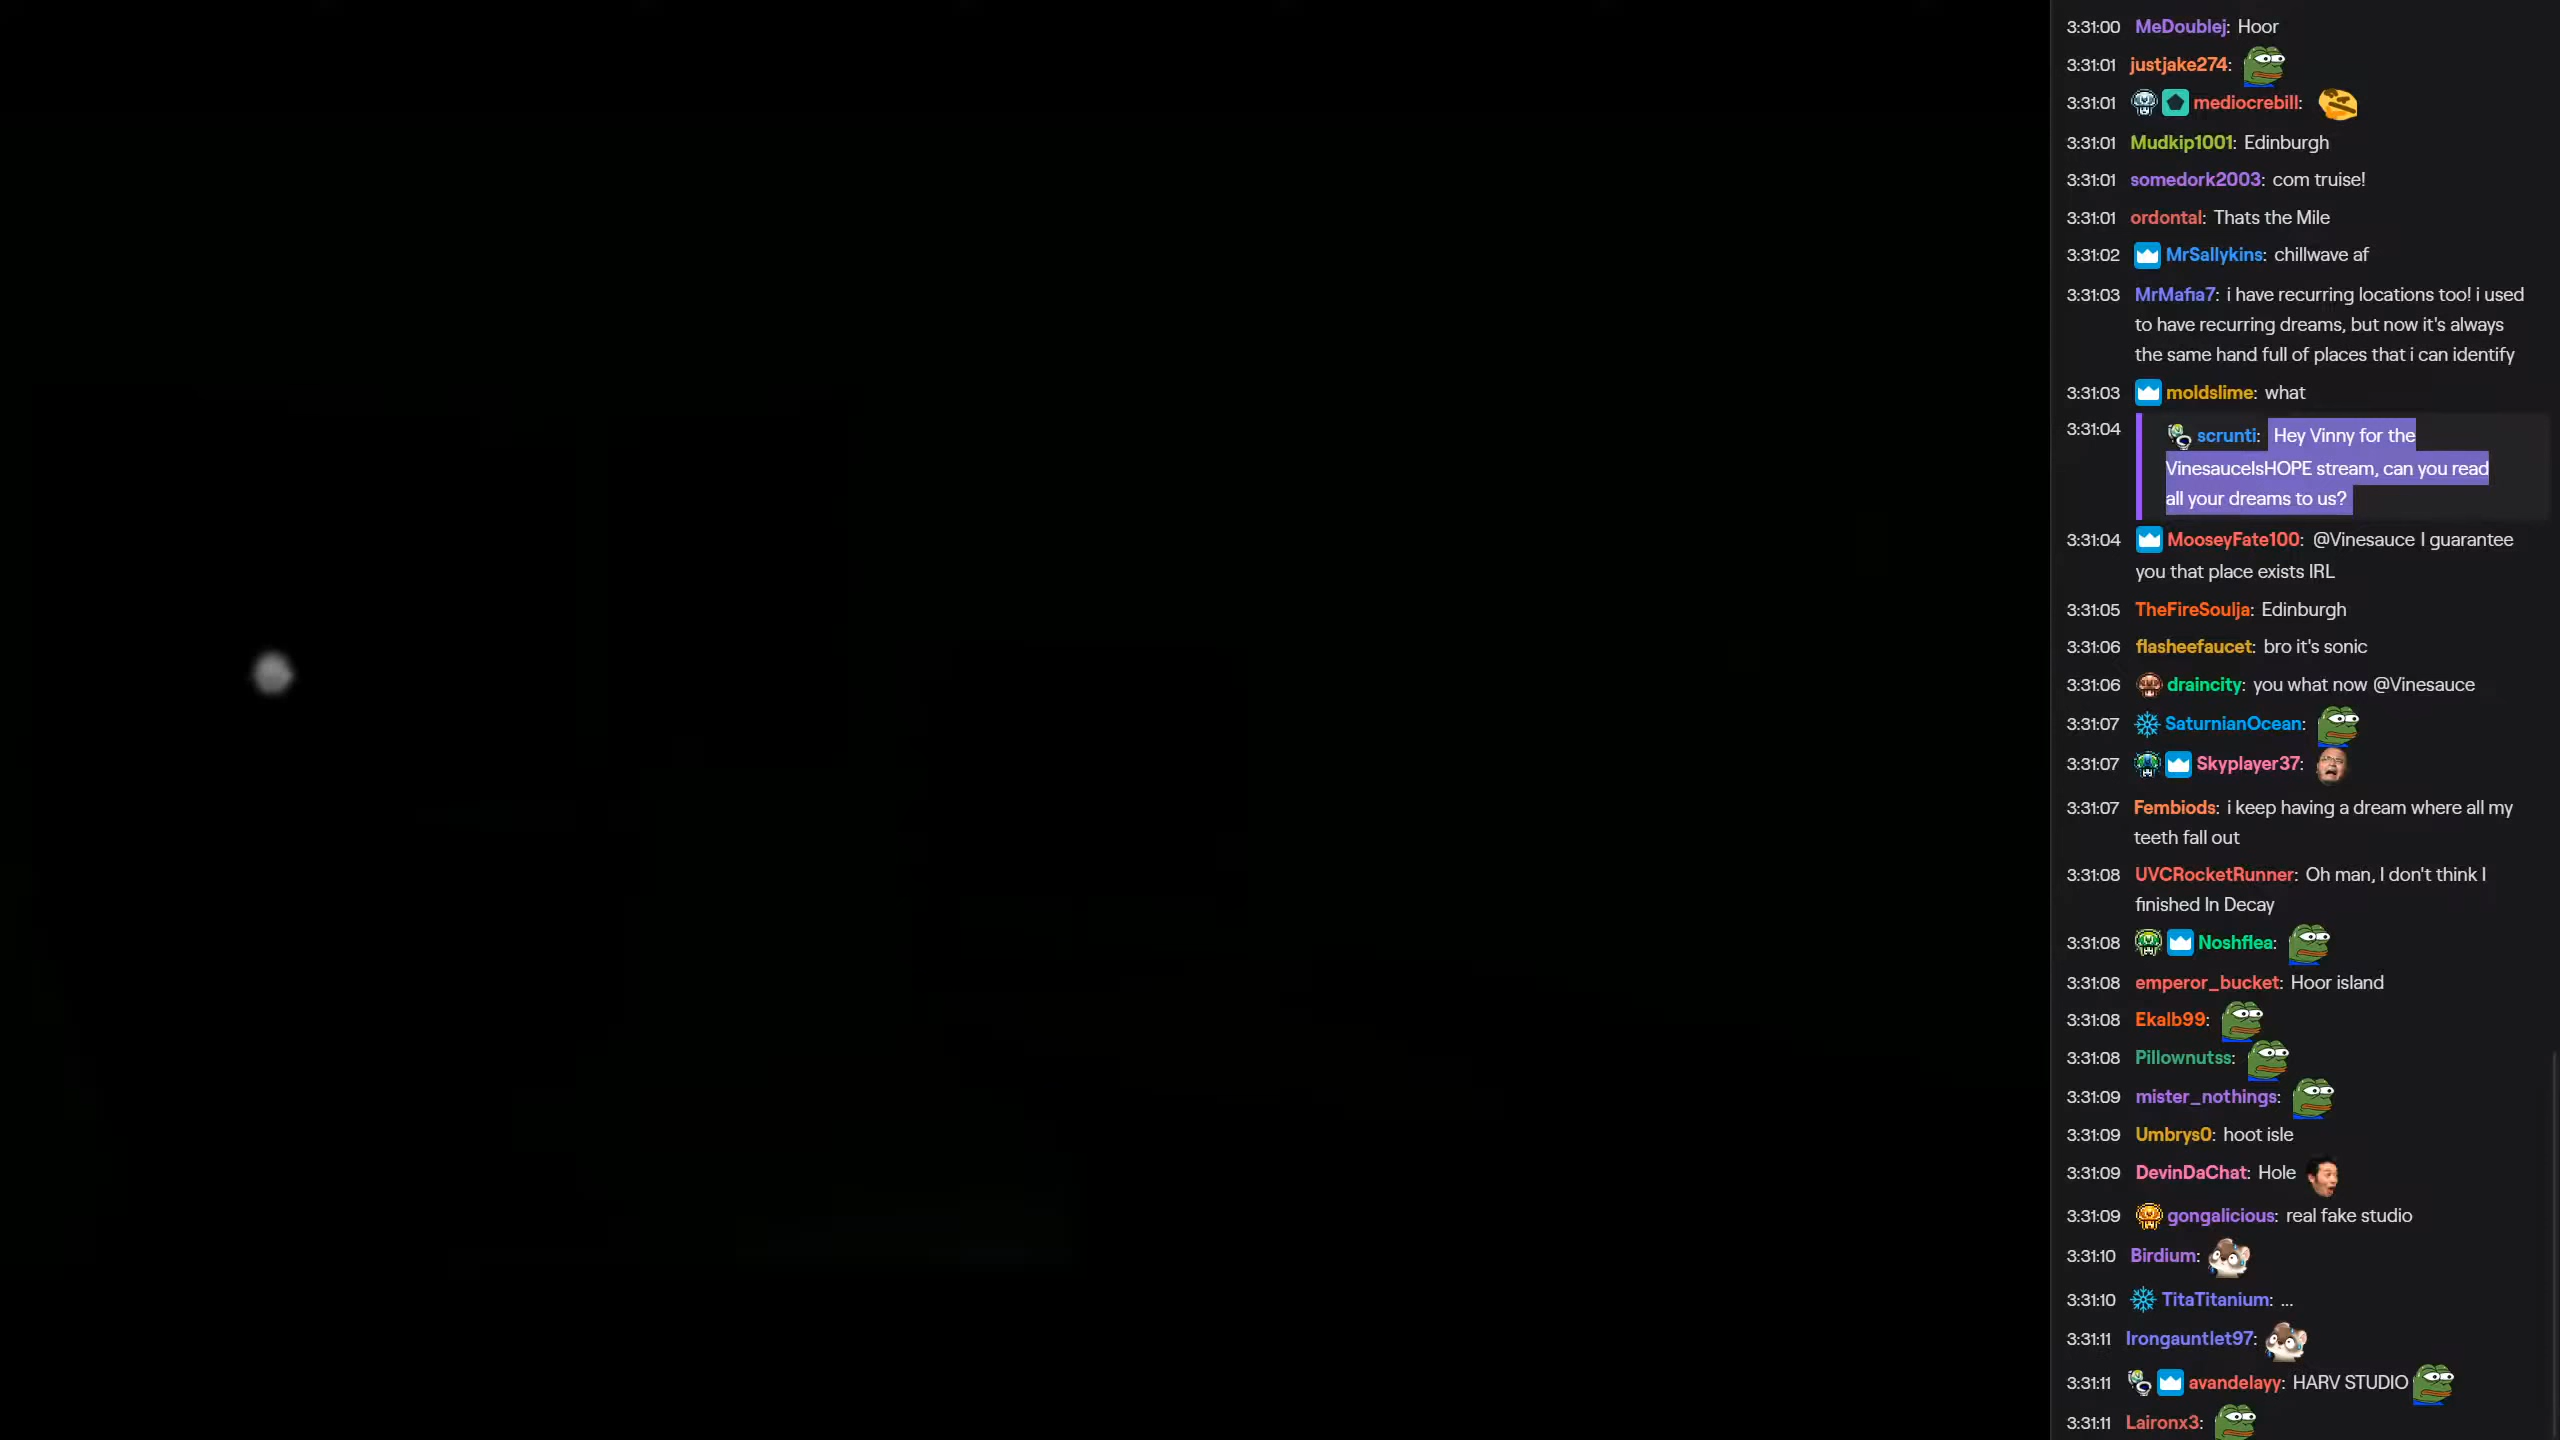 3:31:00 MeDoublej: Hoor
3:31:01 justjake274:
3:31:01 mediocrebill:
3:31:01 Mudkip1001: Edinburgh
3:31:01 somedork2003: com truise!
3:31:01 ordontal: Thats the Mile
3:31:02 MrSallykins: chillwave af
3:31:03 MrMafia7: i have recurring locations too! i used
to have recurring dreams, but now it's always
the same hand full of places that i can identify
3:31:03 moldslime: what
3:31:04 scrunti: Hey Vinny for the
VinesauceIsHOPE stream, can you read
all your dreams to us?
3:31:04 MooseyFate100: @Vinesauce I guarantee
you that place exists IRL
3:31:05 TheFireSoulja: Edinburgh
3:31:06 flasheefaucet: bro it's sonic
3:31:06 draincity: you what now @Vinesauce
3:31:07 SaturnianOcean:
3:31:07 Skyplayer37:
3:31:07 Fembiods: i keep having a dream where all my
teeth fall out
3:31:08 UVCRocketRunner: Oh man, I don't think I
finished In Decay
3:31:08 Noshflea:
3:31:08 emperor_bucket: Hoor island
3:31:08 Ekalb99:
3:31:08 Pillownutss:
3:31:09 mister_nothings:
3:31:09 Umbrys0: hoot isle
3:31:09 DevinDaChat: Hole
3:31:09 gongalicious: real fake studio
3:31:10 Birdium:
3:31:10 TitaTitanium: ...
3:31:11 Irongauntlet97:
3:31:11 avandelayy: HARV STUDIO
3:31:11 Laironx3: